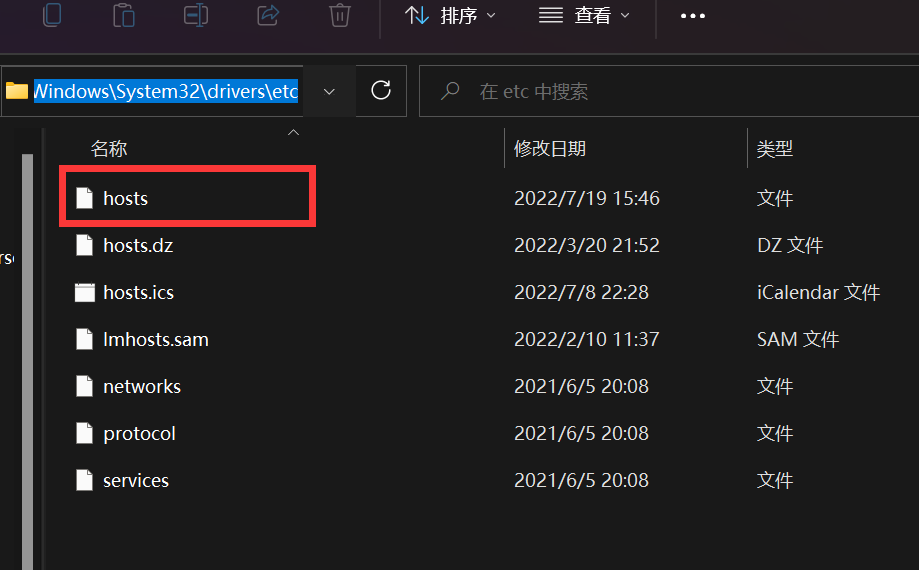 排序 查看
Windows\System32\drivers\etc 在 etc 中搜索
名称 修改日期 类型
hosts 2022/7/19 15:46 文件
hosts.dz 2022/3/20 21:52 DZ 文件
hosts.ics 2022/7/8 22:28 iCalendar 文件
lmhosts.sam 2022/2/10 11:37 SAM 文件
networks 2021/6/5 20:08 文件
protocol 2021/6/5 20:08 文件
services 2021/6/5 20:08 文件